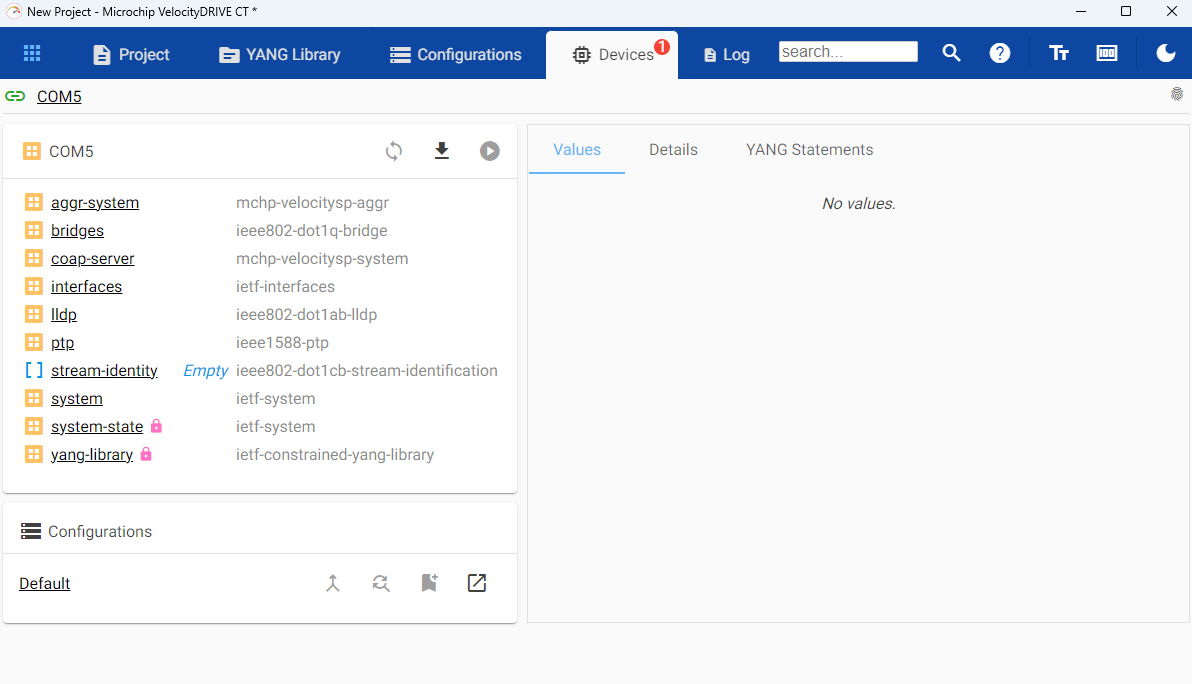 New Project - Microchip VelocityDRIVE CT *
Project YANG Library Configurations Devices 1 Log search...
COM5
COM5
aggr-system mchp-velocitysp-aggr
bridges ieee802-dot1q-bridge
coap-server mchp-velocitysp-system
interfaces ietf-interfaces
lldp ieee802-dot1ab-lldp
ptp ieee1588-ptp
stream-identity Empty ieee802-dot1cb-stream-identification
system ietf-system
system-state ietf-system
yang-library ietf-constrained-yang-library
Configurations
Default
Values Details YANG Statements
No values.